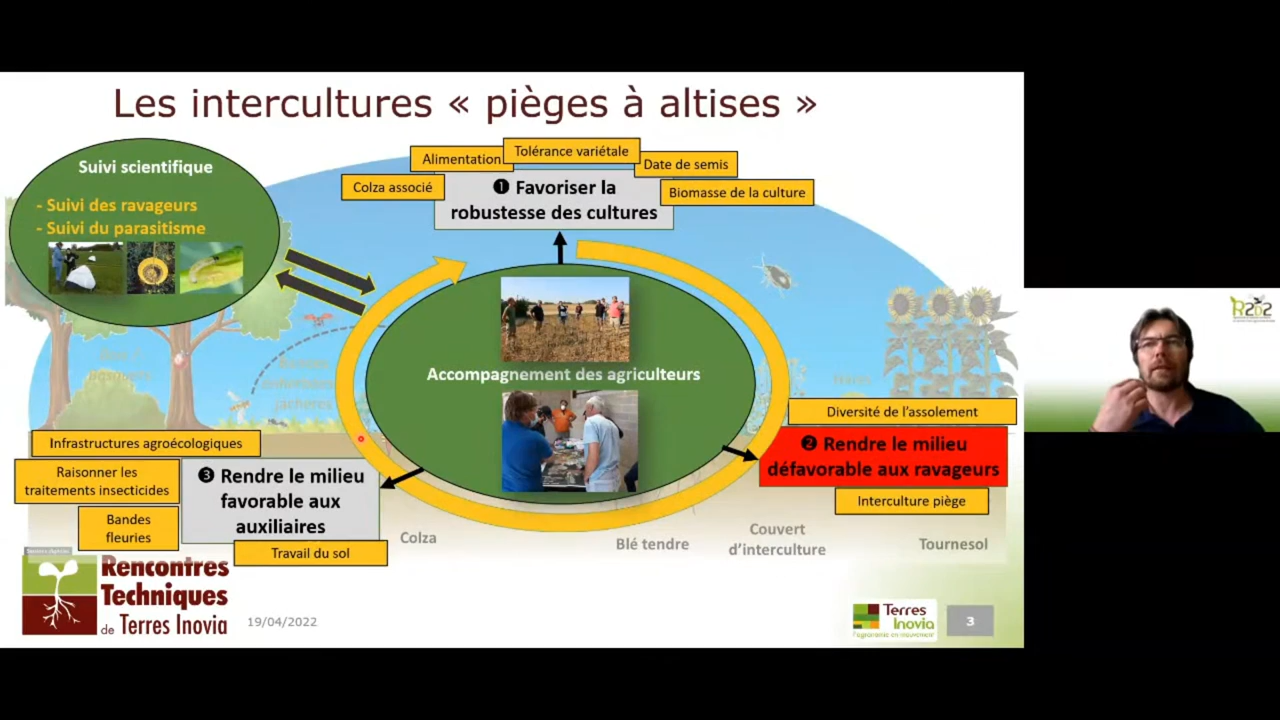 Les intercultures « pièges à altises »
Suivi scientifique
- Suivi des ravageurs
- Suivi du parasitisme
Alimentation
Tolérance variétale
Date de semis
Colza associé
Biomasse de la culture
❶ Favoriser la
robustesse des cultures
Accompagnement des agriculteurs
Diversité de l'assolement
❷ Rendre le milieu
défavorable aux ravageurs
Interculture piège
Infrastructures agroécologiques
Raisonner les
traitements insecticides
Bandes
fleuries
❸ Rendre le milieu
favorable aux
auxiliaires
Travail du sol
Colza
Blé tendre
Couvert
d'interculture
Tournesol
Rencontres
Techniques
de Terres Inovia
19/04/2022
Terres
Inovia
l'agronomie en mouvement
3
R2D2